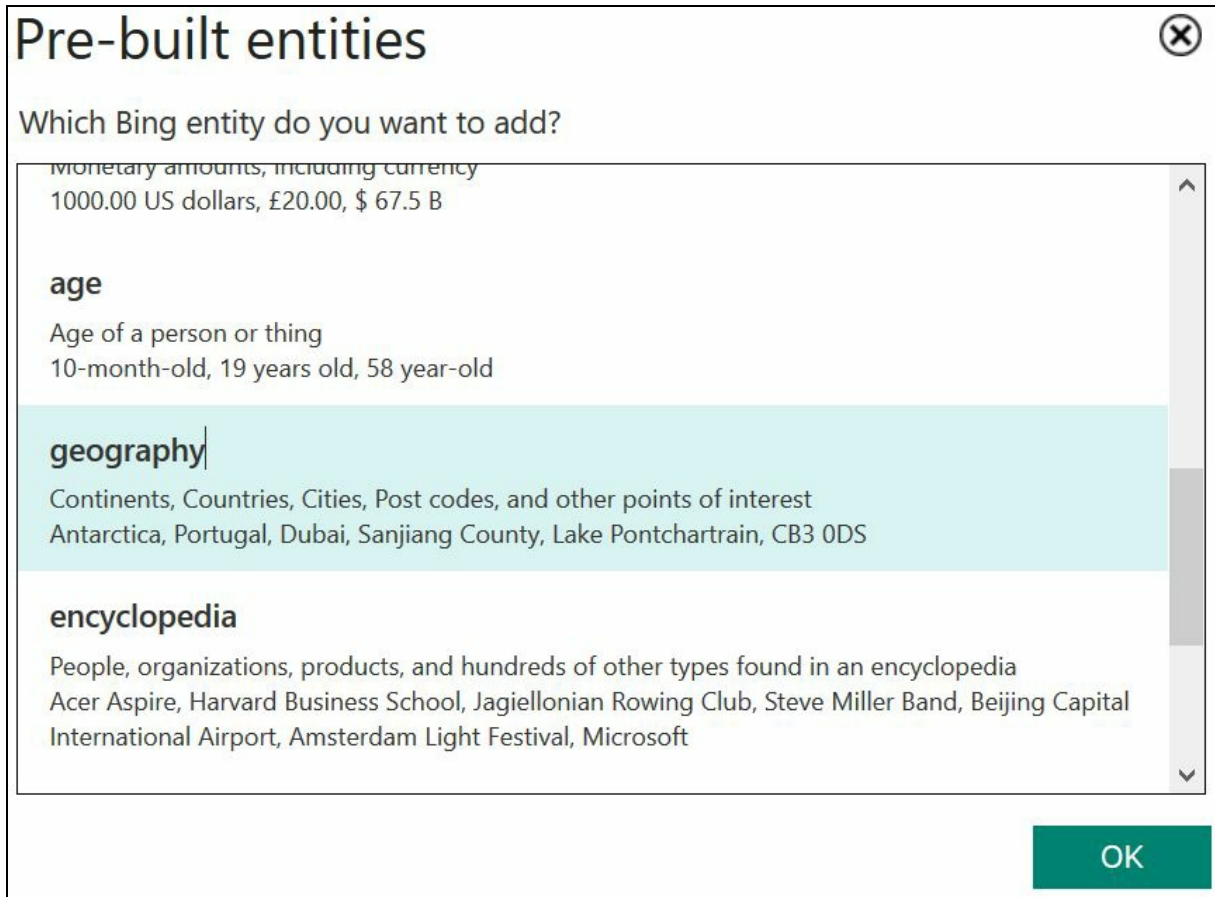 Pre-built entities
Which Bing entity do you want to add?
Monetary amounts, including currency
1000.00 US dollars, £20.00, $ 67.5 B
age
Age of a person or thing
10-month-old, 19 years old, 58 year-old
geography
Continents, Countries, Cities, Post codes, and other points of interest
Antarctica, Portugal, Dubai, Sanjiang County, Lake Pontchartrain, CB3 0DS
encyclopedia
People, organizations, products, and hundreds of other types found in an encyclopedia
Acer Aspire, Harvard Business School, Jagiellonian Rowing Club, Steve Miller Band, Beijing Capital
International Airport, Amsterdam Light Festival, Microsoft
OK